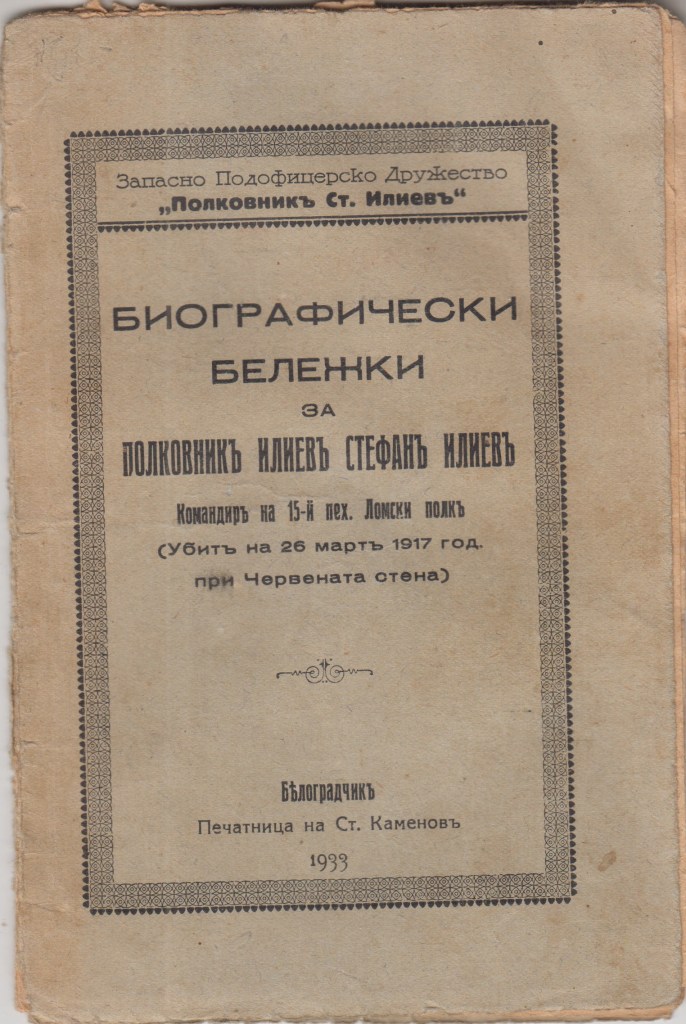 Запасно Подофицерско Дружество
„Полковникъ Ст. Илиевъ“
БИОГРАФИЧЕСКИ
БЕЛЕЖКИ
ЗА
ПОЛКОВНИКЪ ИЛИЕВЪ СТЕФАНЪ ИЛИЕВЪ
Командиръ на 15-й пех. Ломски полкъ
(Убитъ на 26 мартъ 1917 год.
при Червената стена)
Бѣлоградчикъ
Печатница на Ст. Каменовъ
1933